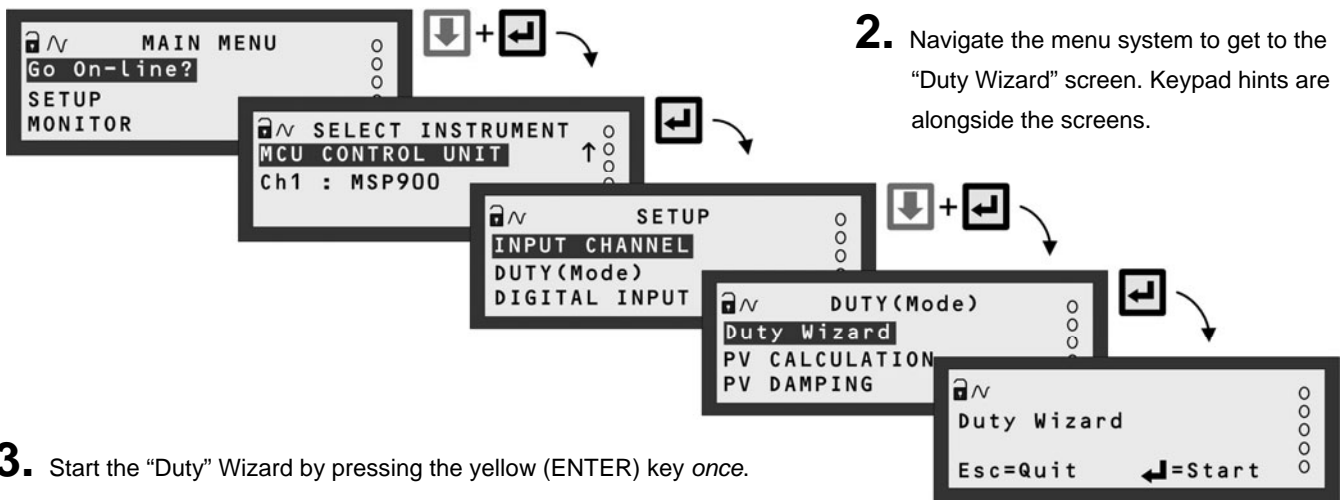 MAIN MENU
Go On-line?
SETUP
MONITOR
+
2. Navigate the menu system to get to the
“Duty Wizard” screen. Keypad hints are
alongside the screens.
SELECT INSTRUMENT
MCU CONTROL UNIT
Ch1 : MSP900
SETUP
INPUT CHANNEL
DUTY(Mode)
DIGITAL INPUT
+
DUTY(Mode)
Duty Wizard
PV CALCULATION
PV DAMPING
Duty Wizard
Esc=Quit ↵=Start
3. Start the “Duty” Wizard by pressing the yellow (ENTER) key once.